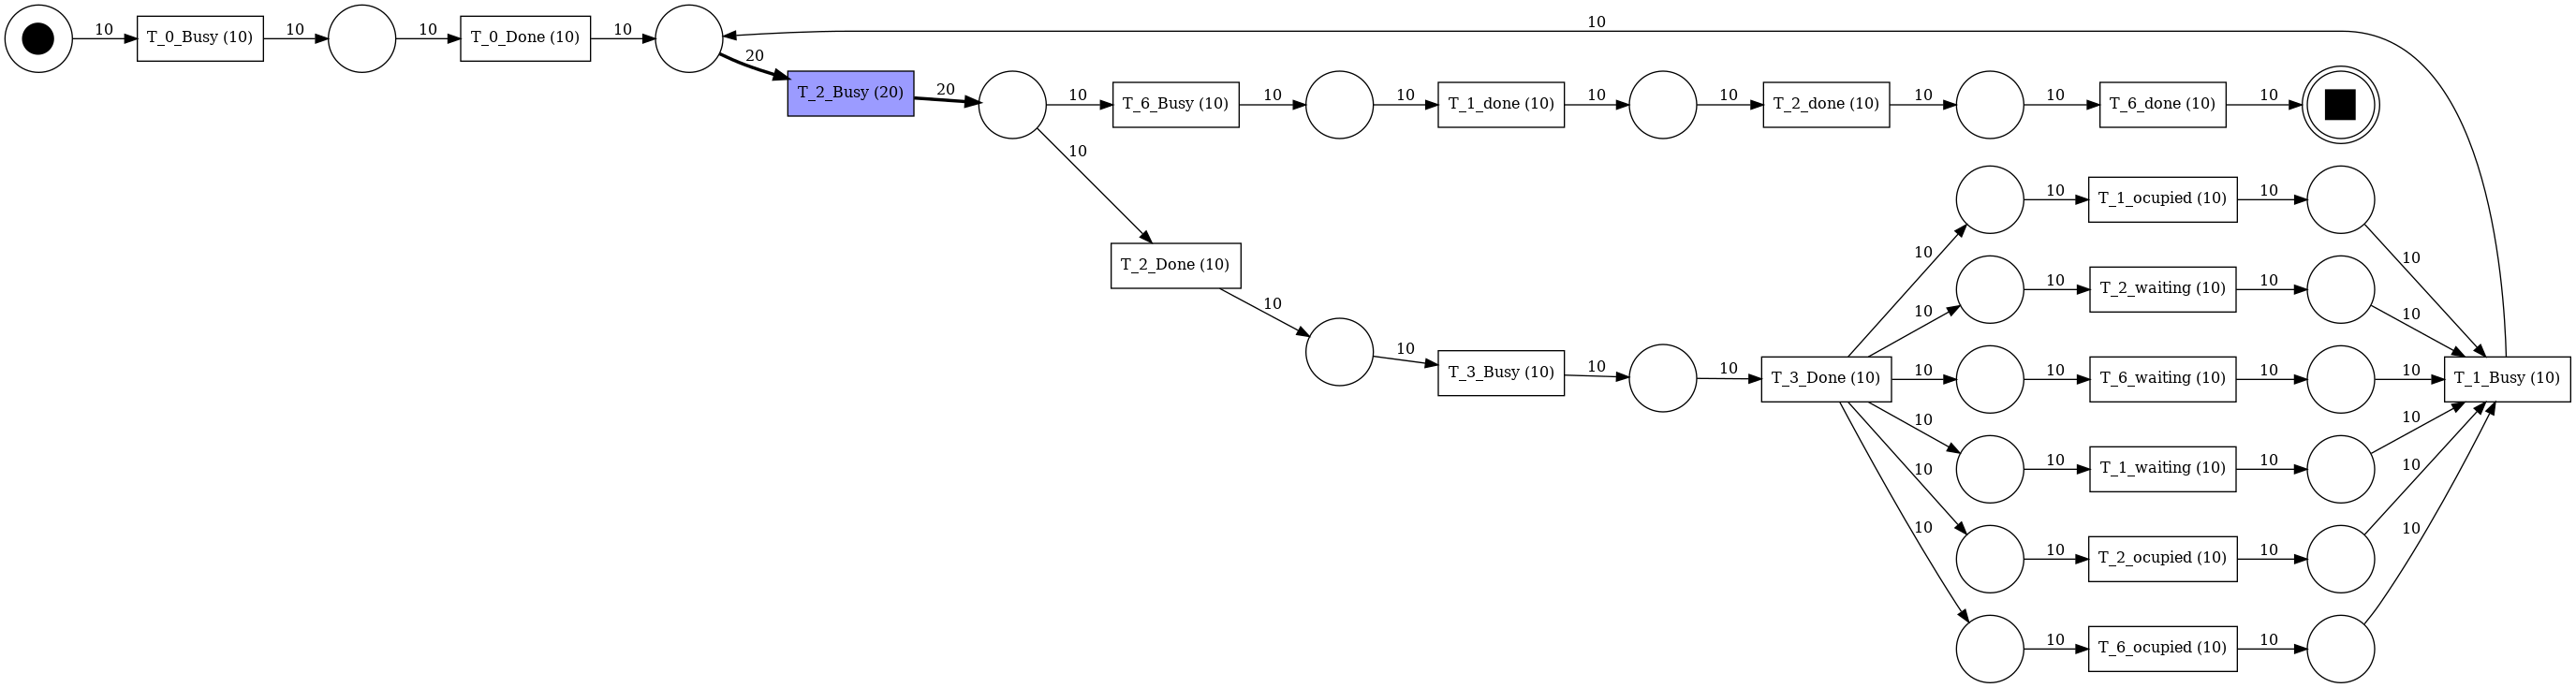 10
T_0_Busy (10)
10
10
T_0_Done (10)
10
10
20
T_2_Busy (20)
20
10
T_6_Busy (10)
10
10
T_1_done (10)
10
10
T_2_done (10)
10
10
T_6_done (10)
10
10
T_2_Done (10)
10
10
T_3_Busy (10)
10
10
T_3_Done (10)
10
10
T_1_ocupied (10)
10
10
10
10
T_2_waiting (10)
10
10
10
10
T_6_waiting (10)
10
10
T_1_Busy (10)
10
10
T_1_waiting (10)
10
10
10
10
T_2_ocupied (10)
10
10
10
10
T_6_ocupied (10)
10
10